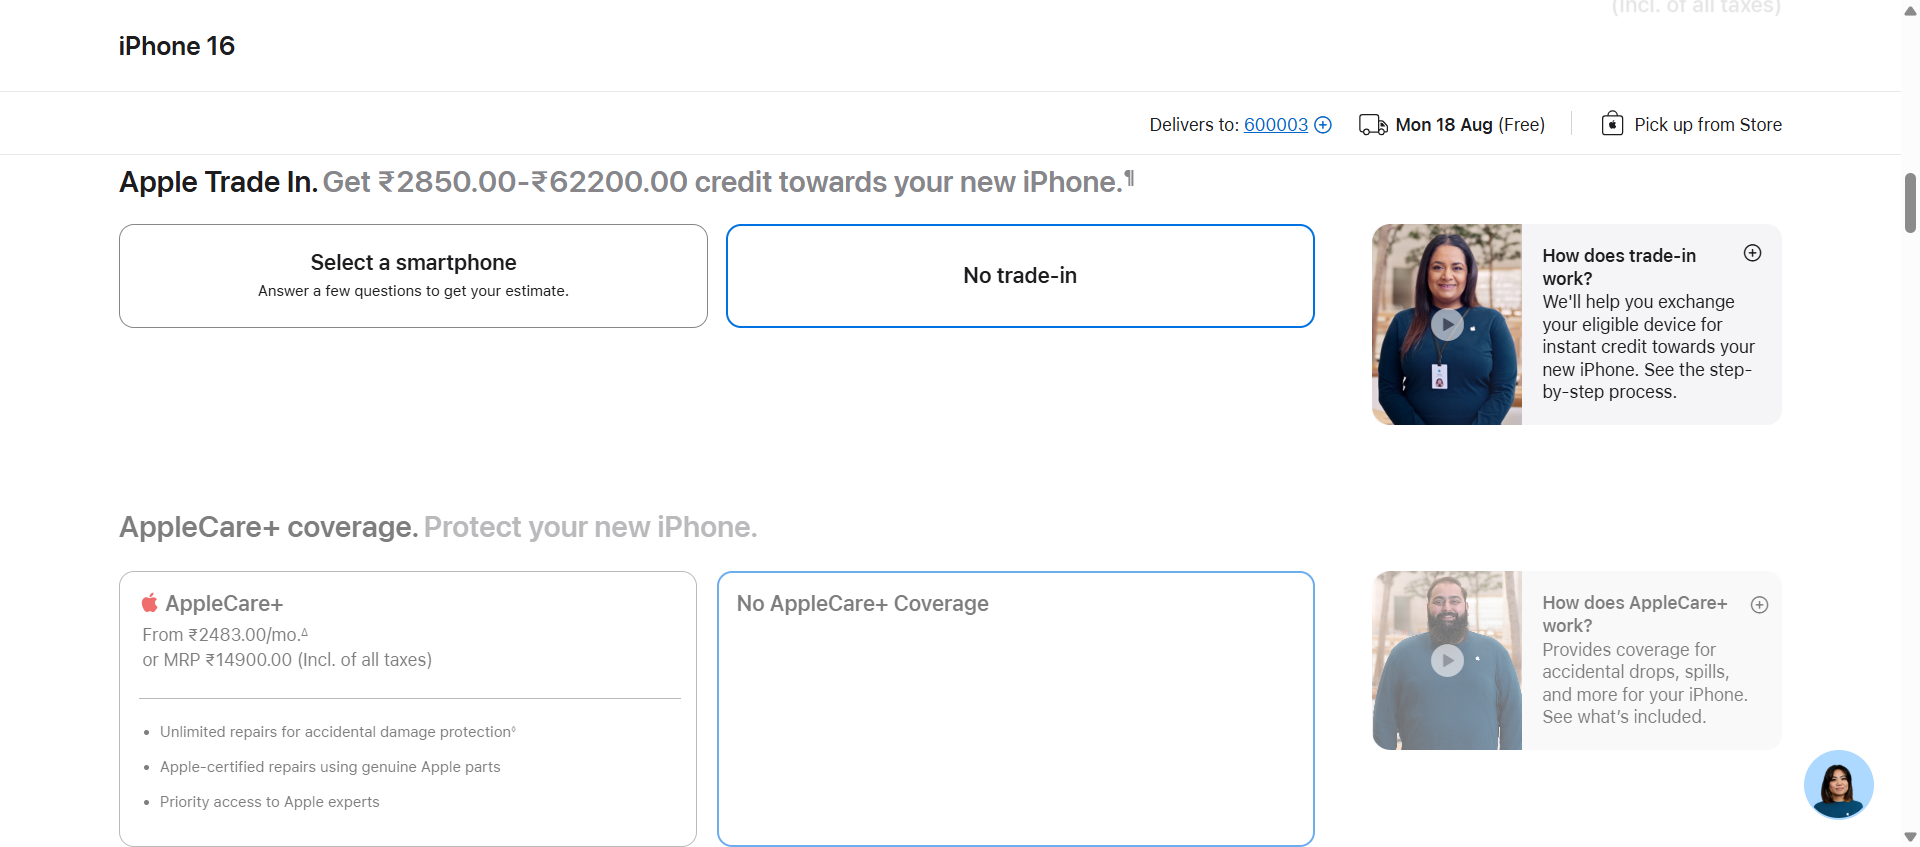 (Incl. of all taxes)
iPhone 16
Delivers to: 600003
Mon 18 Aug (Free)
Pick up from Store
Apple Trade In. Get ₹2850.00-₹62200.00 credit towards your new iPhone.¶
Select a smartphone
Answer a few questions to get your estimate.
No trade-in
How does trade-in
work?
We'll help you exchange
your eligible device for
instant credit towards your
new iPhone. See the step-
by-step process.
AppleCare+ coverage. Protect your new iPhone.
AppleCare+
From ₹2483.00/mo.△
or MRP ₹14900.00 (Incl. of all taxes)
• Unlimited repairs for accidental damage protection◊
• Apple-certified repairs using genuine Apple parts
• Priority access to Apple experts
No AppleCare+ Coverage
How does AppleCare+
work?
Provides coverage for
accidental drops, spills,
and more for your iPhone.
See what’s included.